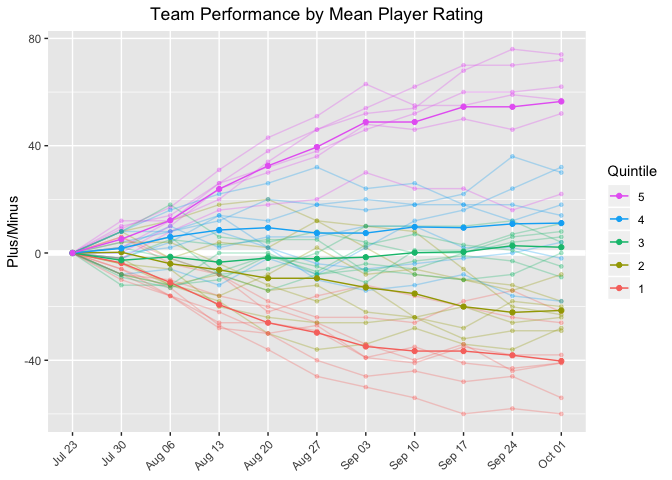 Team Performance by Mean Player Rating
Plus/Minus
80
40
0
-40
Jul 23
Jul 30
Aug 06
Aug 13
Aug 20
Aug 27
Sep 03
Sep 10
Sep 17
Sep 24
Oct 01
Quintile
5
4
3
2
1